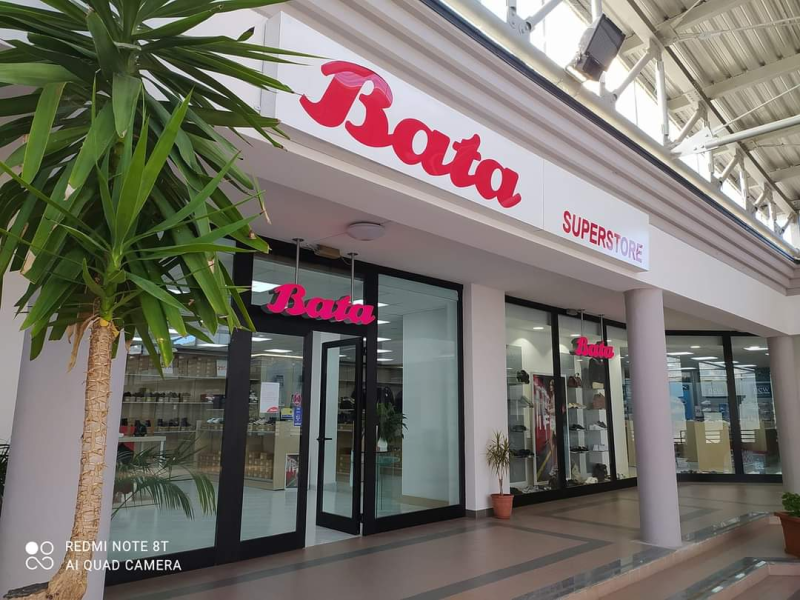 Bata
SUPERSTORE
Bata
Bata
REDMI NOTE 8T
AI QUAD CAMERA